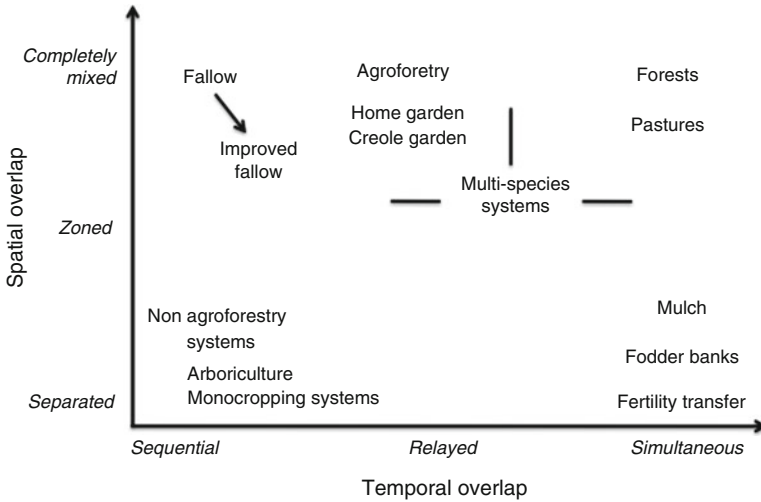 Completely
mixed
Fallow
Agroforetry
Forests
Home garden
Creole garden
Pastures
Improved
fallow
Multi-species
systems
Spatial overlap
Zoned
Non agroforestry
systems
Mulch
Arboriculture
Monocropping systems
Fodder banks
Fertility transfer
Separated
Sequential
Relayed
Simultaneous
Temporal overlap